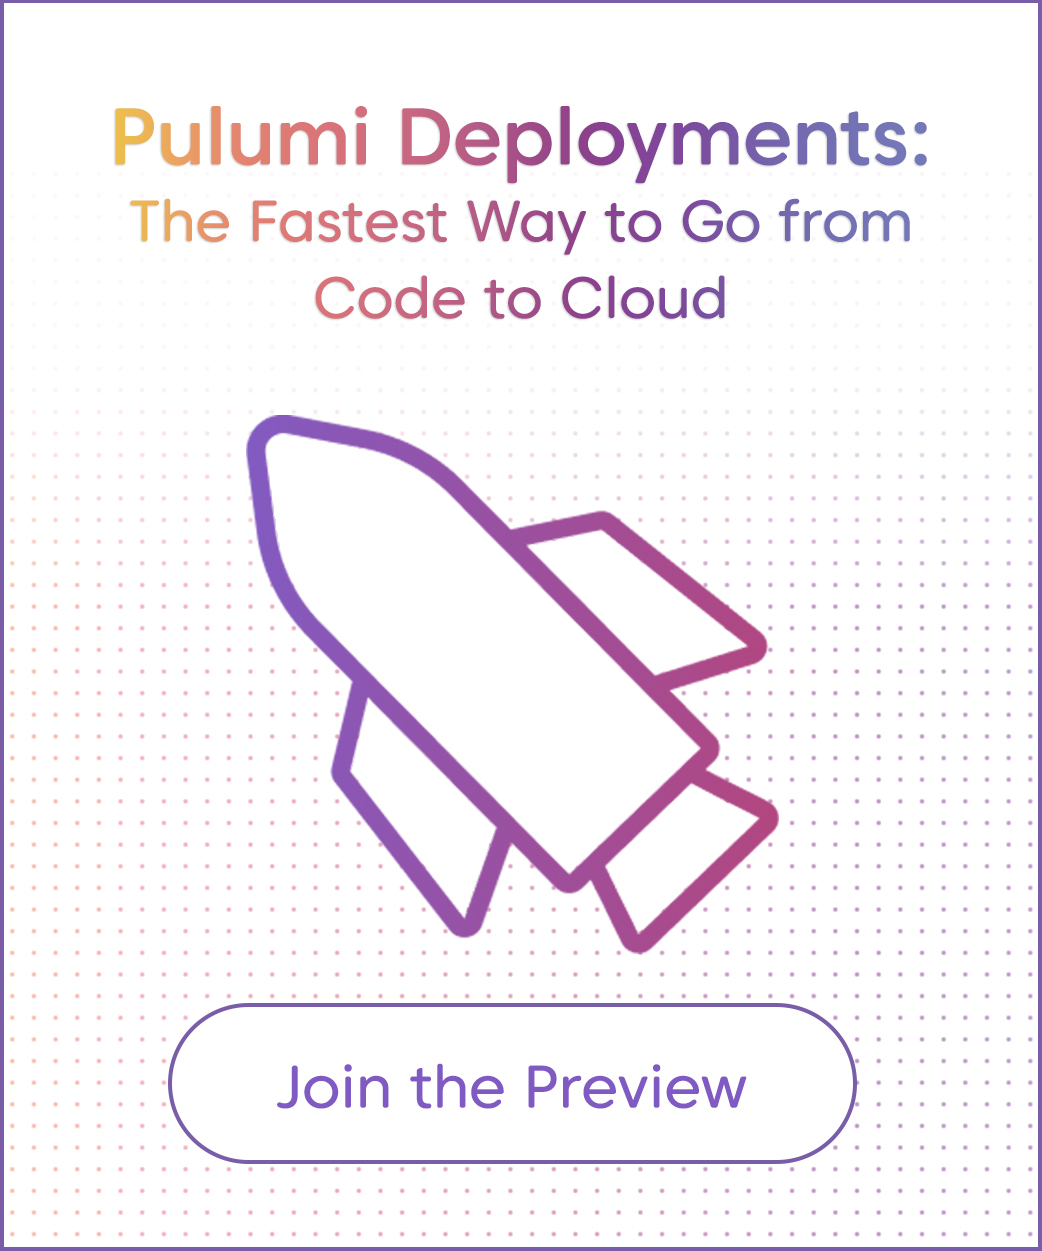 Pulumi Deployments:
The Fastest Way to Go from
Code to Cloud
Join the Preview